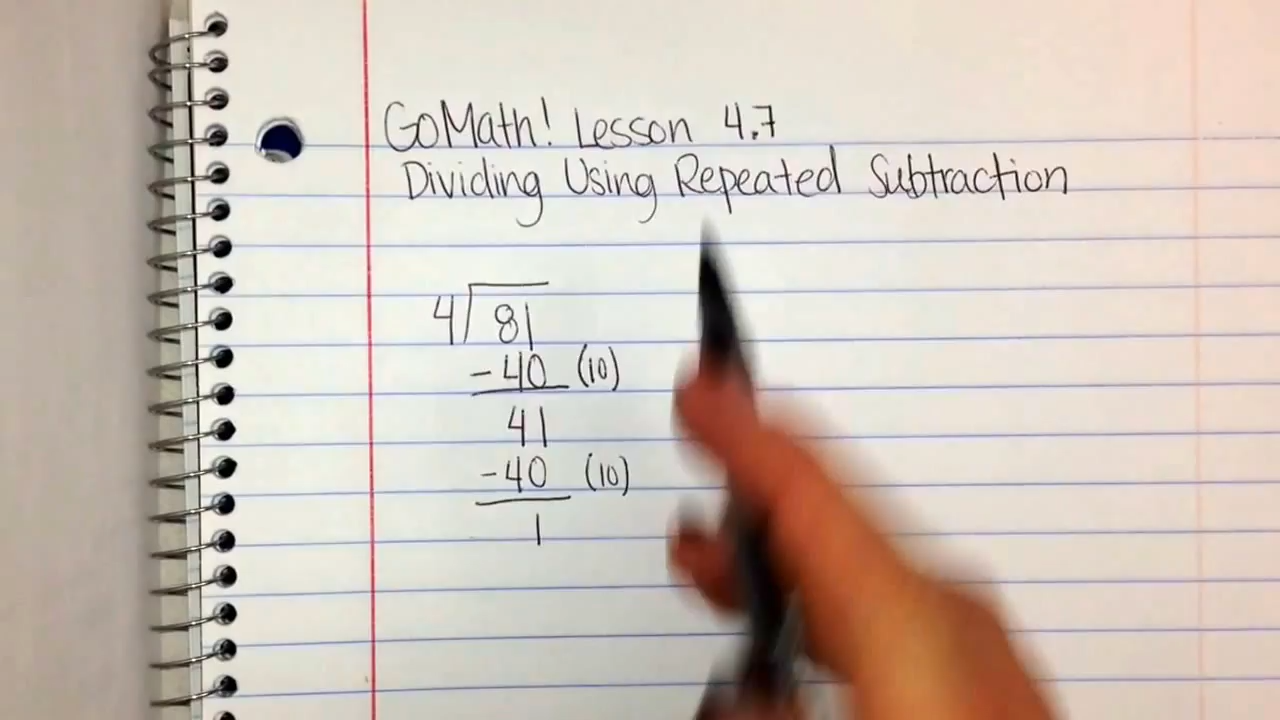 GoMath! Lesson 4.7
Dividing Using Repeated Subtraction
4⟌81
-40 (10)
41
-40 (10)
1